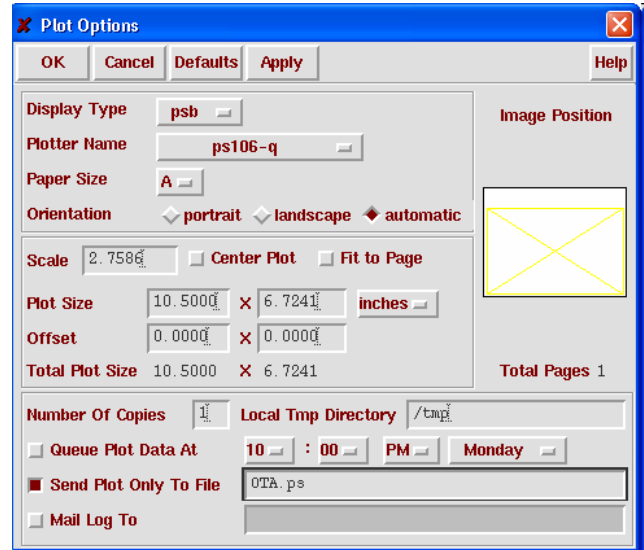 Plot Options
OK Cancel Defaults Apply Help
Display Type psb
Plotter Name ps106-q
Paper Size A
Orientation portrait landscape automatic
Image Position
Scale 2.7586 Center Plot Fit to Page
Plot Size 10.5000 X 6.7241 inches
Offset 0.0000 X 0.0000
Total Plot Size 10.5000 X 6.7241
Total Pages 1
Number Of Copies 1 Local Tmp Directory /tmp
Queue Plot Data At 10 : 00 PM Monday
Send Plot Only To File OTA.ps
Mail Log To